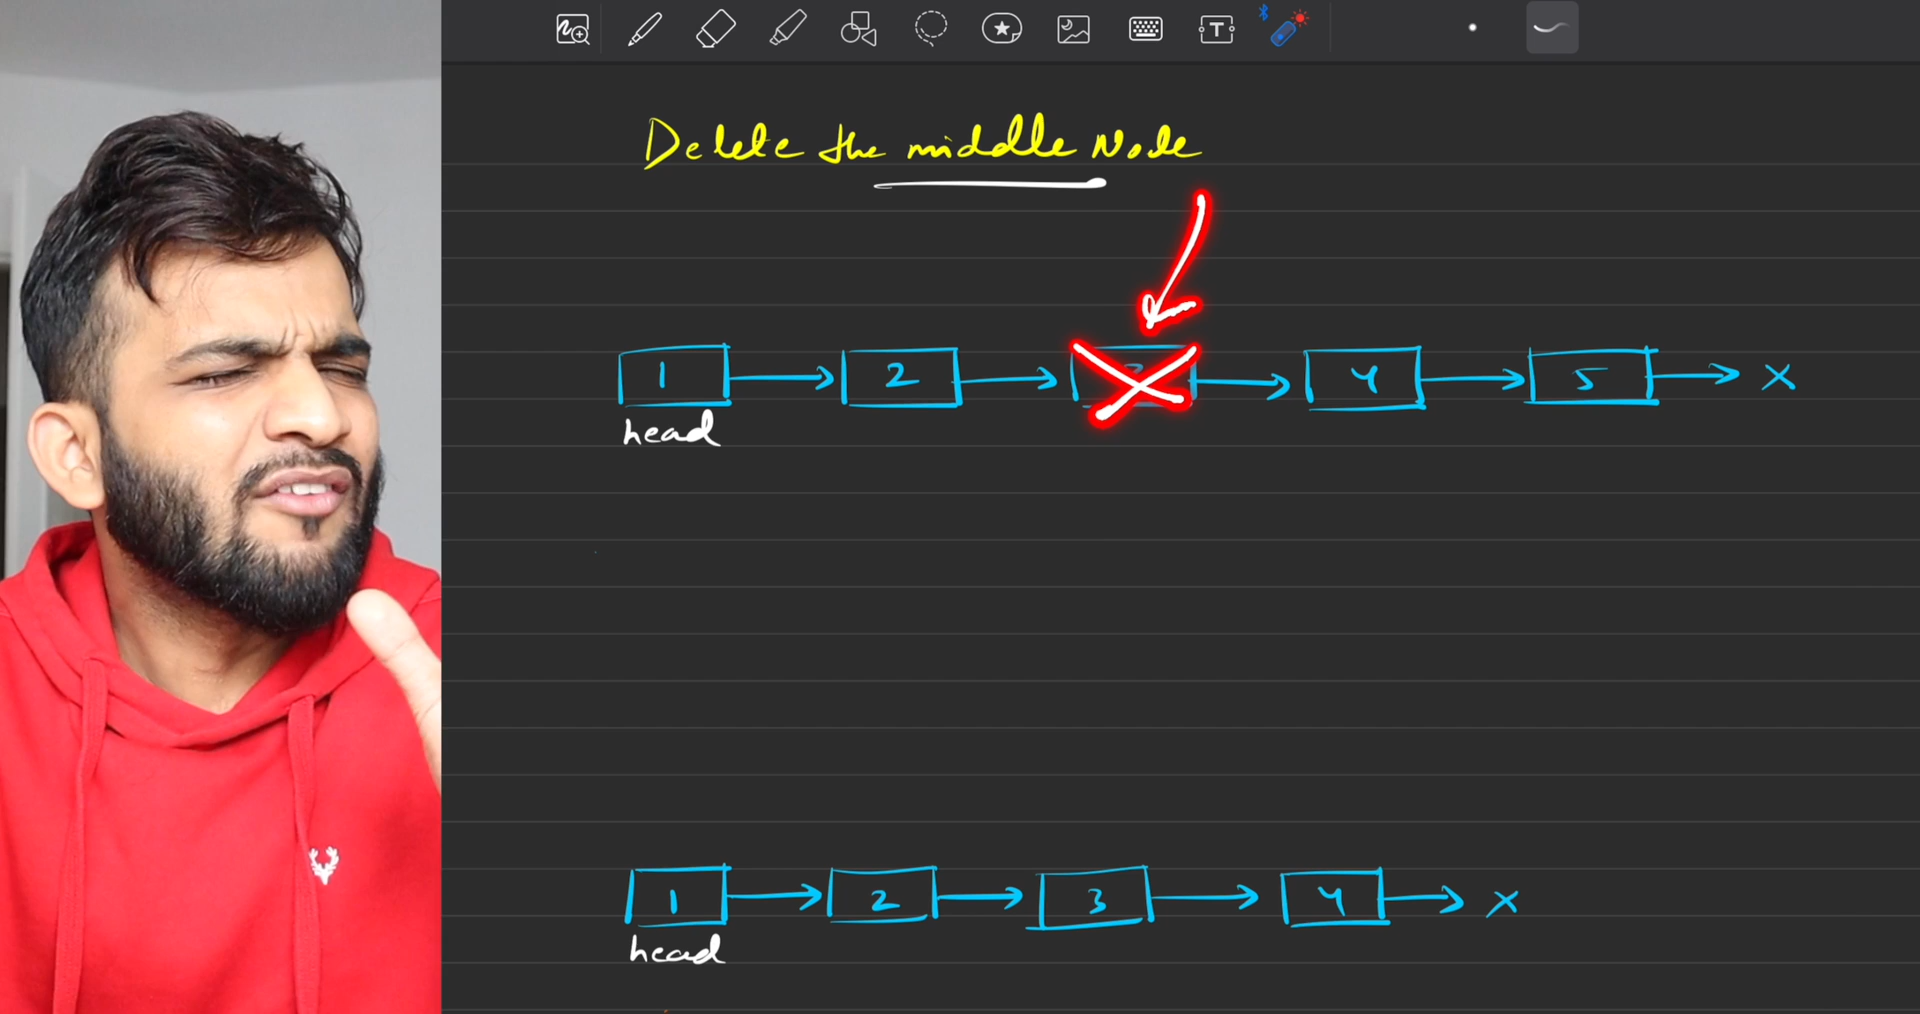 Delete the middle Node
1 → 2 → → 4 → 5 → X
head
1 → 2 → 3 → 4 → X
head